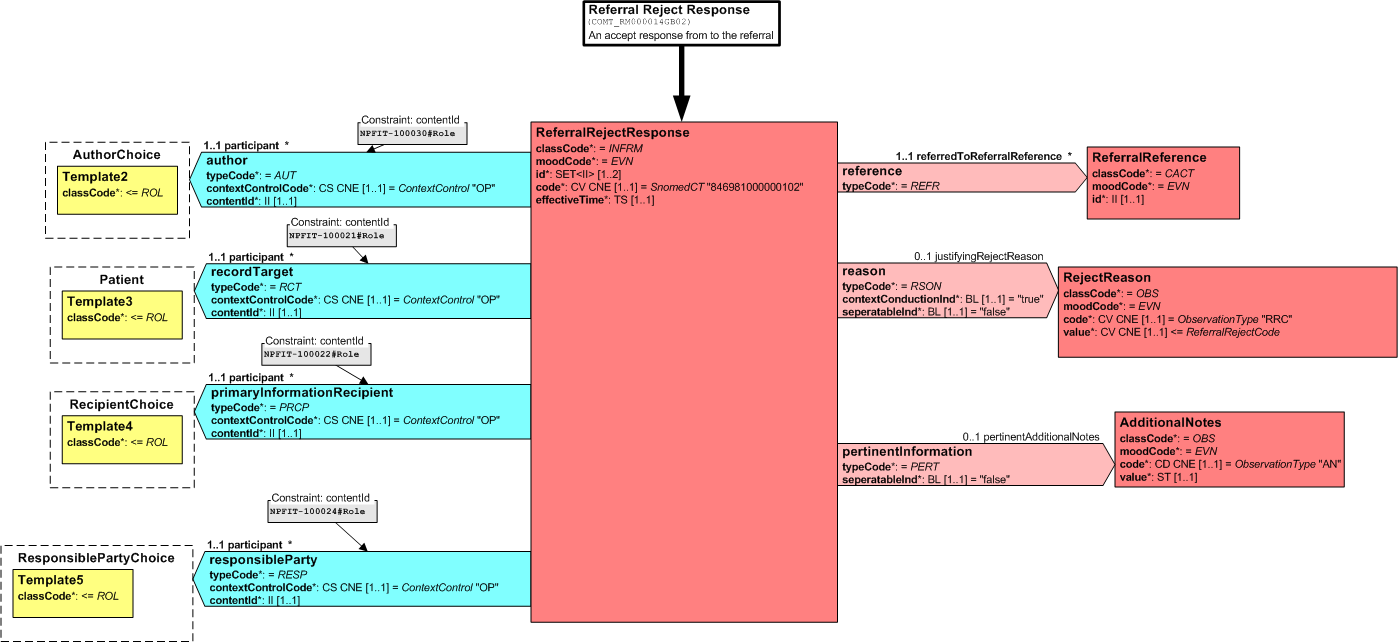 Referral Reject Response
(COMT_RM000014GB02)
An accept response from to the referral
Constraint: contentId
NPFIT-100030#Role
AuthorChoice
Template2
classCode*: <= ROL
1..1 participant *
author
typeCode*: = AUT
contextControlCode*: CS CNE [1..1] = ContextControl "OP"
contentId*: II [1..1]
Constraint: contentId
NPFIT-100021#Role
Patient
Template3
classCode*: <= ROL
1..1 participant *
recordTarget
typeCode*: = RCT
contextControlCode*: CS CNE [1..1] = ContextControl "OP"
contentId*: II [1..1]
Constraint: contentId
NPFIT-100022#Role
RecipientChoice
Template4
classCode*: <= ROL
1..1 participant *
primaryInformationRecipient
typeCode*: = PRCP
contextControlCode*: CS CNE [1..1] = ContextControl "OP"
contentId*: II [1..1]
Constraint: contentId
NPFIT-100024#Role
ResponsiblePartyChoice
Template5
classCode*: <= ROL
1..1 participant *
responsibleParty
typeCode*: = RESP
contextControlCode*: CS CNE [1..1] = ContextControl "OP"
contentId*: II [1..1]
ReferralRejectResponse
classCode*: = INFRM
moodCode*: = EVN
id*: SET<II> [1..2]
code*: CV CNE [1..1] = SnomedCT "846981000000102"
effectiveTime*: TS [1..1]
1..1 referredToReferralReference *
reference
typeCode*: = REFR
ReferralReference
classCode*: = CACT
moodCode*: = EVN
id*: II [1..1]
0..1 justifyingRejectReason
reason
typeCode*: = RSON
contextConductionInd*: BL [1..1] = "true"
seperatableInd*: BL [1..1] = "false"
RejectReason
classCode*: = OBS
moodCode*: = EVN
code*: CV CNE [1..1] = ObservationType "RRC"
value*: CV CNE [1..1] <= ReferralRejectCode
0..1 pertinentAdditionalNotes
pertinentInformation
typeCode*: = PERT
seperatableInd*: BL [1..1] = "false"
AdditionalNotes
classCode*: = OBS
moodCode*: = EVN
code*: CD CNE [1..1] = ObservationType "AN"
value*: ST [1..1]